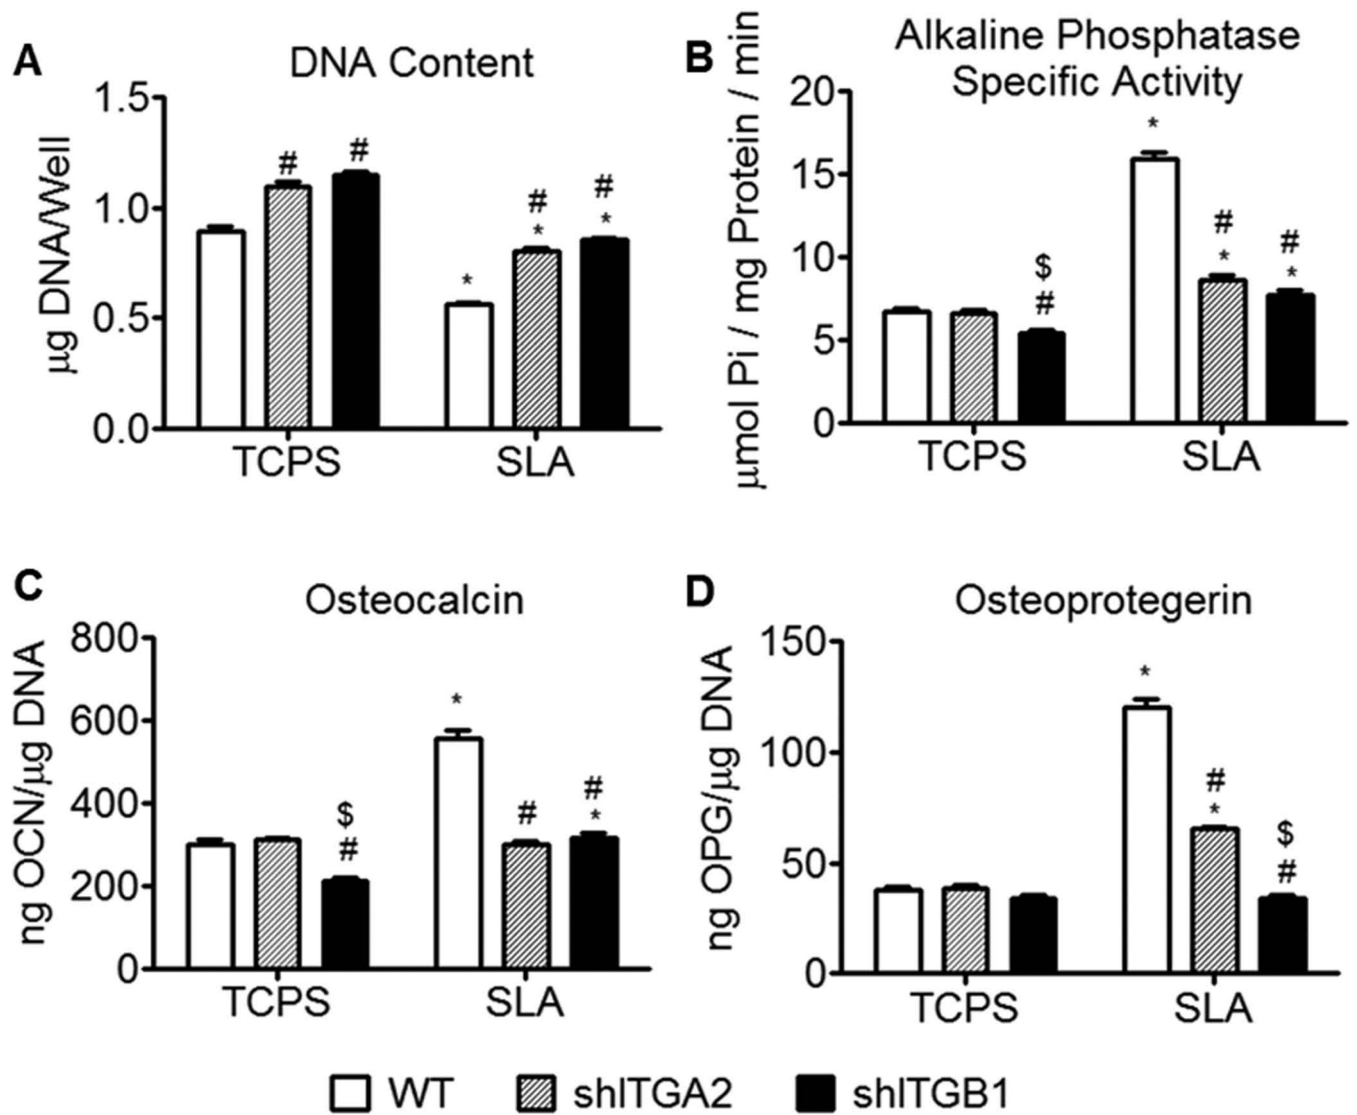 A
DNA Content
µg DNA/Well
1.5
1.0
0.5
0.0
# # * # * # *
TCPS SLA
B
Alkaline Phosphatase
Specific Activity
µmol Pi / mg Protein / min
20
15
10
5
0
$ # * # * # *
TCPS SLA
C
Osteocalcin
ng OCN/µg DNA
800
600
400
200
0
$ # * # # *
TCPS SLA
D
Osteoprotegerin
ng OPG/µg DNA
150
100
50
0
* # * $ #
TCPS SLA
WT shITGA2 shITGB1